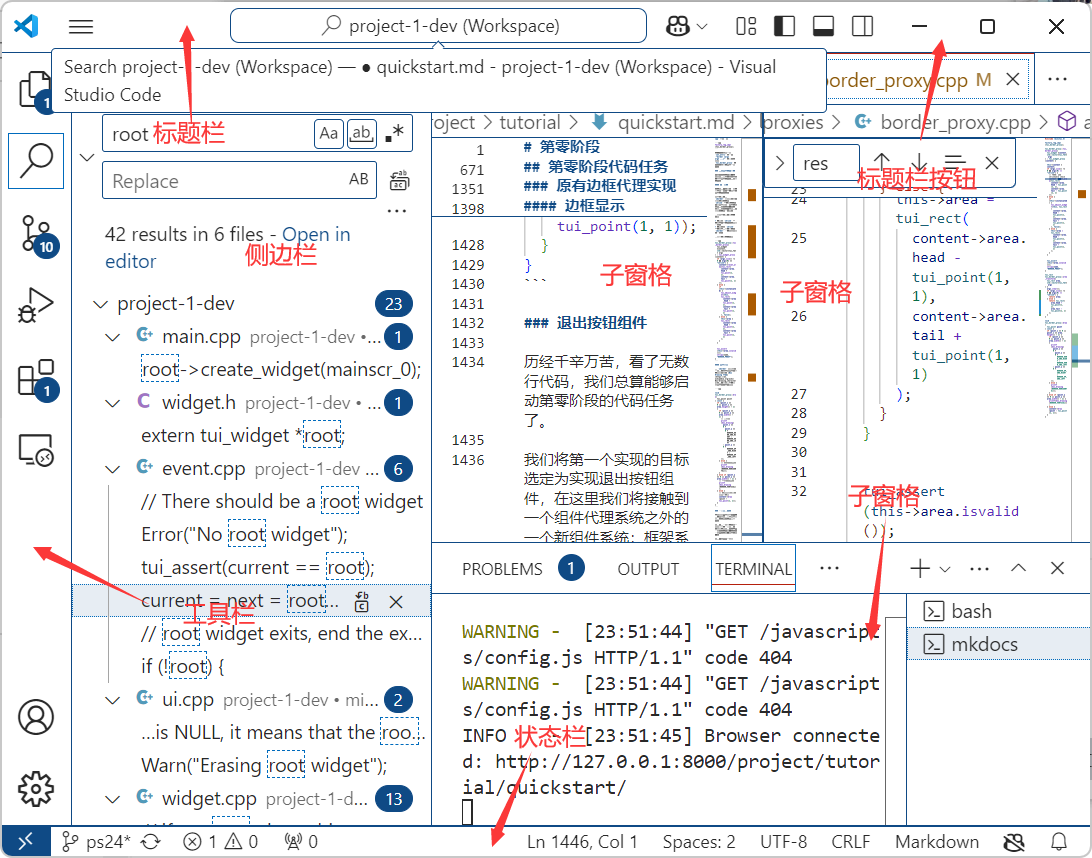 project-1-dev (Workspace)
Search project-1-dev (Workspace) — ● quickstart.md - project-1-dev (Workspace) - Visual
Studio Code
border_proxy.cpp M
1
root
标题栏
Aa
ab
.*
Replace
AB
42 results in 6 files - Open in
editor
侧边栏
10
1
project-1-dev
23
main.cpp project-1-dev •...
1
root->create_widget(mainscr_0);
widget.h project-1-dev • ...
1
extern tui_widget *root;
event.cpp project-1-dev ...
6
// There should be a root widget
Error("No root widget");
tui_assert(current == root);
current = next = root...
工具栏
// root widget exits, end the ex...
if (!root) {
ui.cpp project-1-dev • mi...
2
...is NULL, it means that the roo...
Warn("Erasing root widget");
widget.cpp project-1-d...
13
oject > tutorial > quickstart.md >
1 # 第零阶段
671 ## 第零阶段代码任务
1351 ### 原有边框代理实现
1398 #### 边框显示
tui_point(1, 1));
1428 }
1429 }
1430 ```
子窗格
1431
1432 ### 退出按钮组件
1433
1434 历经千辛万苦，看了无数
行代码，我们总算能够启
动第零阶段的代码任务
了。
1435
1436 我们将第一个实现的目标
选定为实现退出按钮组
件，在这里我们将接触到
一个组件代理系统之外的
一个新组件系统：框架系
proxies > border_proxy.cpp >
res
标题栏按钮
23
24 this->area =
tui_rect(
25 content->area.
head -
tui_point(1,
1),
子窗格
26 content->area.
tail +
tui_point(1,
1)
27 );
28 }
29 }
30
31
32
子窗格
(this->area.isvalid
());
PROBLEMS 1 OUTPUT TERMINAL
WARNING - [23:51:44] "GET /javascript
s/config.js HTTP/1.1" code 404
WARNING - [23:51:44] "GET /javascript
s/config.js HTTP/1.1" code 404
INFO
状态栏
[23:51:45] Browser connecte
d: http://127.0.0.1:8000/project/tutor
ial/quickstart/
bash
mkdocs
ps24* 1 0 0 Ln 1446, Col 1 Spaces: 2 UTF-8 CRLF Markdown